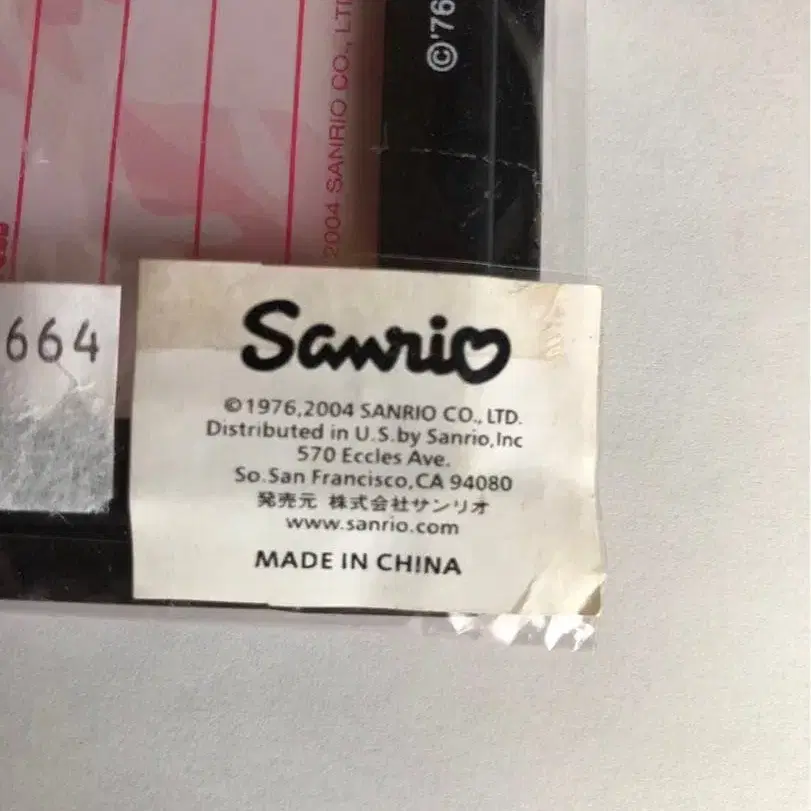 ©'76
2004 SANRIO CO., LT
664
Sanrio
©1976,2004 SANRIO CO., LTD.
Distributed in U.S.by Sanrio,Inc
570 Eccles Ave.
So.San Francisco,CA 94080
発売元 株式会社サンリオ
www.sanrio.com
MADE IN CHINA